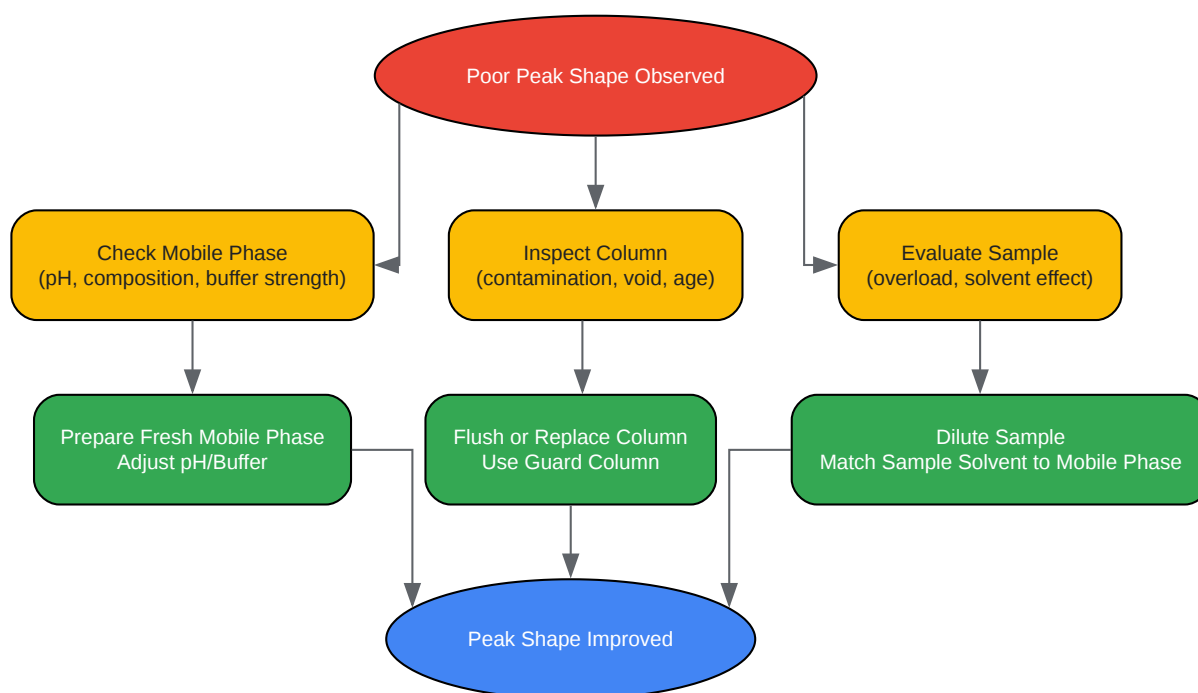 Poor Peak Shape Observed
Check Mobile Phase
(pH, composition, buffer strength)
Inspect Column
(contamination, void, age)
Evaluate Sample
(overload, solvent effect)
Prepare Fresh Mobile Phase
Adjust pH/Buffer
Flush or Replace Column
Use Guard Column
Dilute Sample
Match Sample Solvent to Mobile Phase
Peak Shape Improved